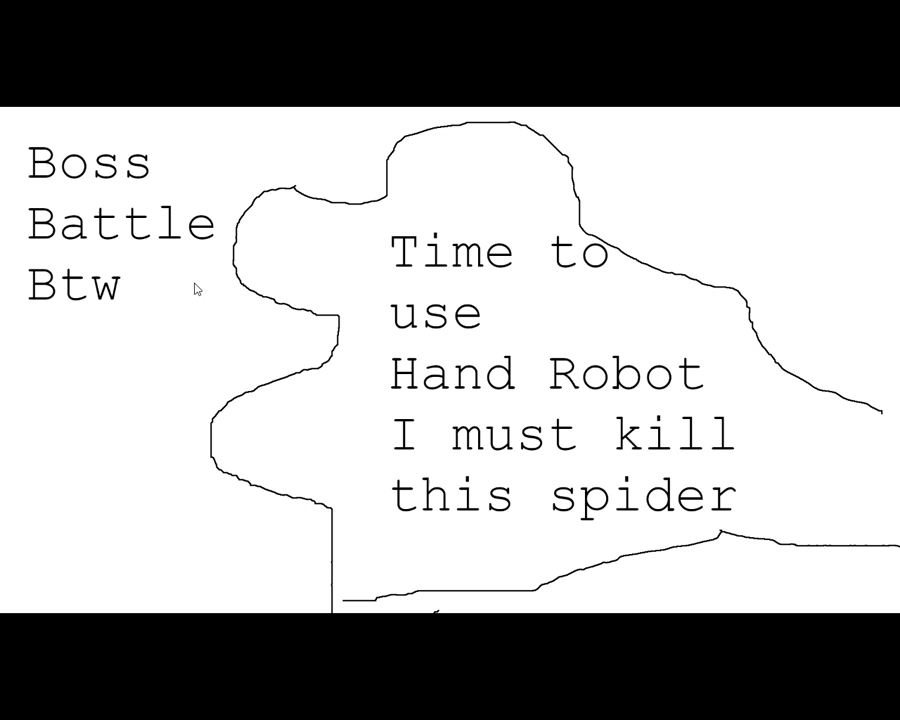 Boss
Battle
Btw
Time to
use
Hand Robot
I must kill
this spider